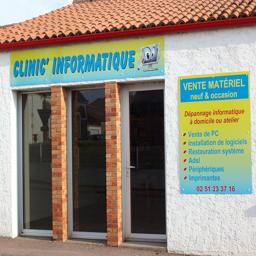 CLINIC' INFORMATIQUE
VENTE MATÉRIEL
neuf & occasion
Dépannage informatique
à domicile ou atelier
• Vente de PC
• Installation de logiciels
• Restauration système
• Adsl
• Périphériques
• Imprimantes
02 51 23 37 16